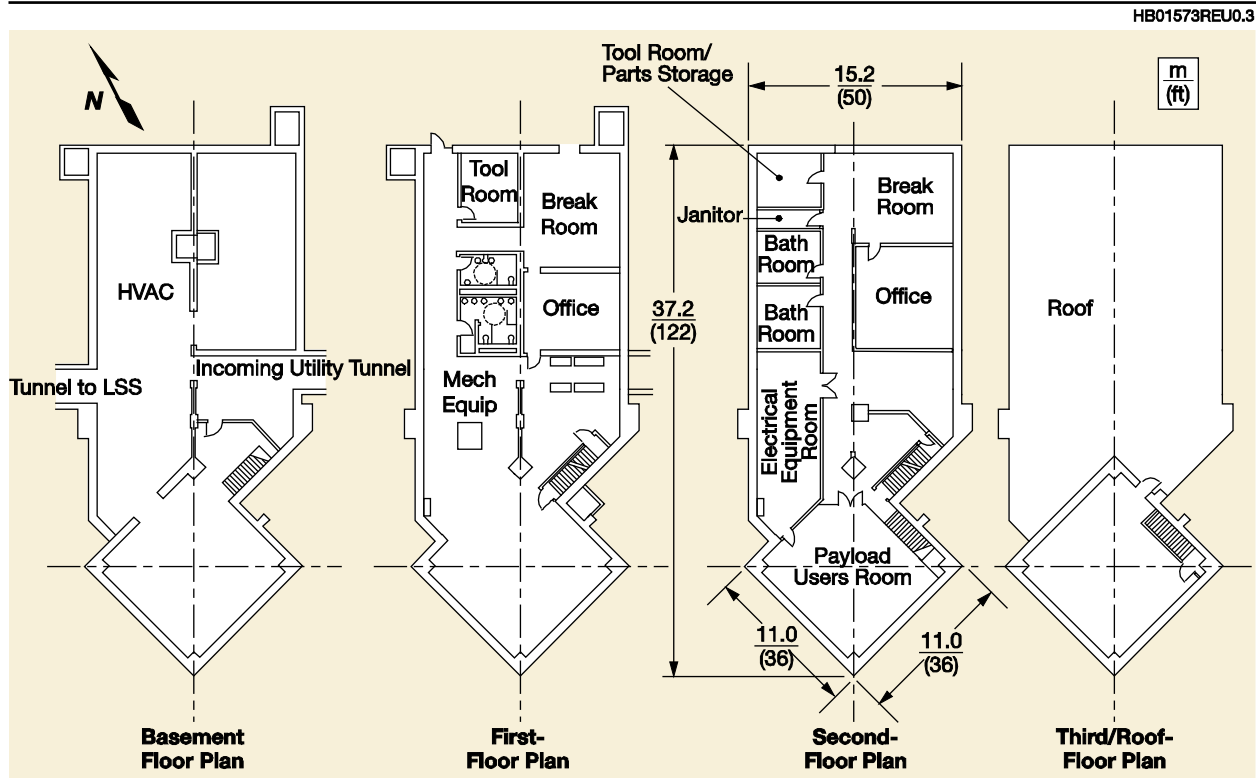 HB01573REU0.3
Tool Room/
Parts Storage
15.2
(50)
m
(ft)
N
Tool
Room
Break
Room
Break
Room
Janitor
Bath
Room
HVAC
Office
37.2
(122)
Office
Roof
Bath
Room
Incoming Utility Tunnel
Tunnel to LSS
Mech
Equip
Electrical
Equipment
Room
Payload
Users Room
11.0
(36)
11.0
(36)
Basement
Floor Plan
First-
Floor Plan
Second-
Floor Plan
Third/Roof-
Floor Plan